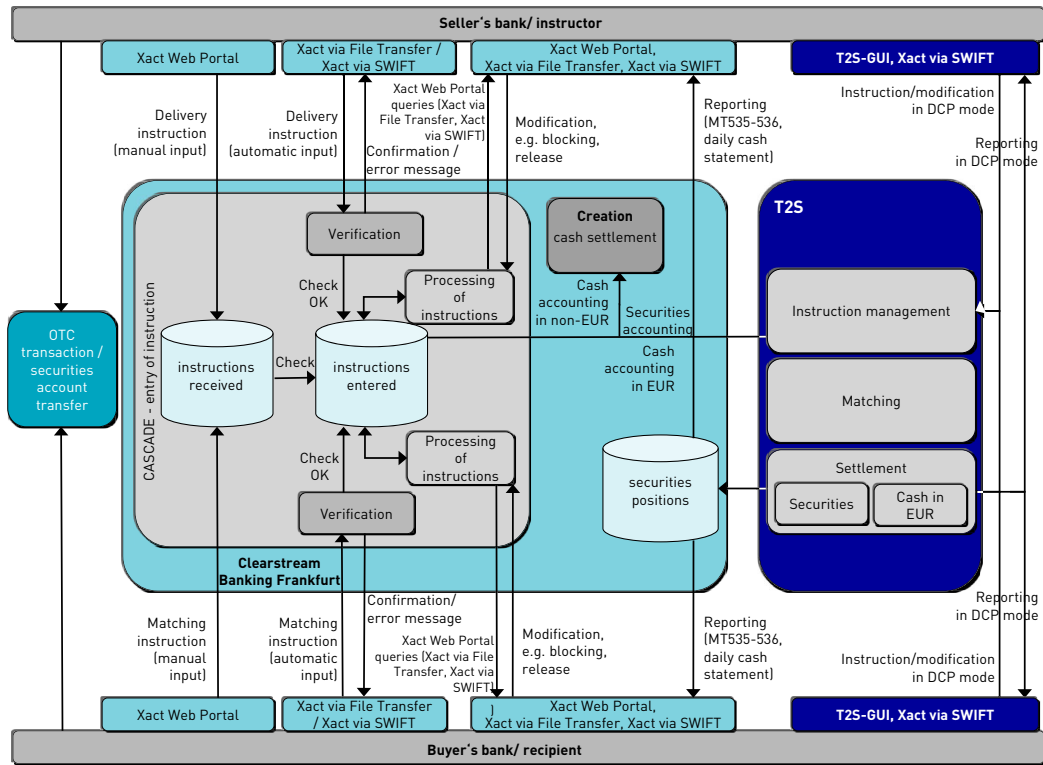 Seller‘s bank/ instructor
Xact Web Portal
Xact via File Transfer /
Xact via SWIFT
Xact Web Portal,
Xact via File Transfer, Xact via SWIFT
T2S-GUI, Xact via SWIFT
Delivery
instruction
(manual input)
Delivery
instruction
(automatic input)
Confirmation /
error message
Xact Web Portal
queries (Xact via
File Transfer, Xact
via SWIFT)
Modification,
e.g. blocking,
release
Reporting
(MT535-536,
daily cash
statement)
Instruction/modification
in DCP mode
Reporting
in DCP mode
OTC
transaction /
securities
account
transfer
CASCADE - entry of instruction
Verification
Check
OK
Processing
of
instructions
instructions
received
Check
instructions
entered
Check
OK
Processing
of
instructions
Verification
Creation
cash settlement
Cash
accounting
in non-EUR
Securities
accounting
Cash
accounting
in EUR
securities
positions
Clearstream
Banking Frankfurt
T2S
Instruction management
Matching
Settlement
Securities
Cash in
EUR
Matching
instruction
(manual
input)
Matching
instruction
(automatic
input)
Confirmation/
error message
Xact Web Portal
queries (Xact via File
Transfer, Xact via
SWIFT)
)
Modification,
e.g. blocking,
release
Reporting
(MT535-536,
daily cash
statement)
Reporting
in DCP mode
Instruction/modification
in DCP mode
Xact Web Portal
Xact via File Transfer
/ Xact via SWIFT
Xact Web Portal,
Xact via File Transfer, Xact via SWIFT
T2S-GUI, Xact via SWIFT
Buyer‘s bank/ recipient